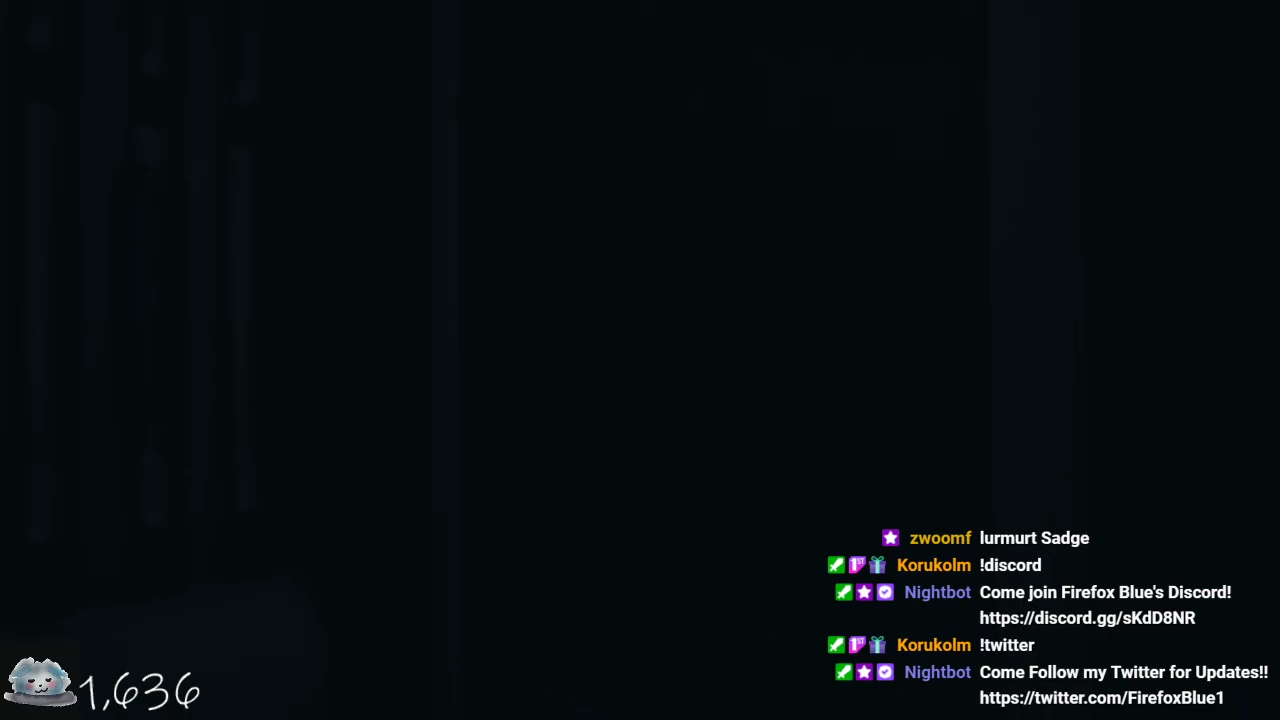 zwoomf lurmurt Sadge
Korukolm !discord
Nightbot Come join Firefox Blue's Discord!
https://discord.gg/sKdD8NR
Korukolm !twitter
Nightbot Come Follow my Twitter for Updates!!
https://twitter.com/FirefoxBlue1
1,636